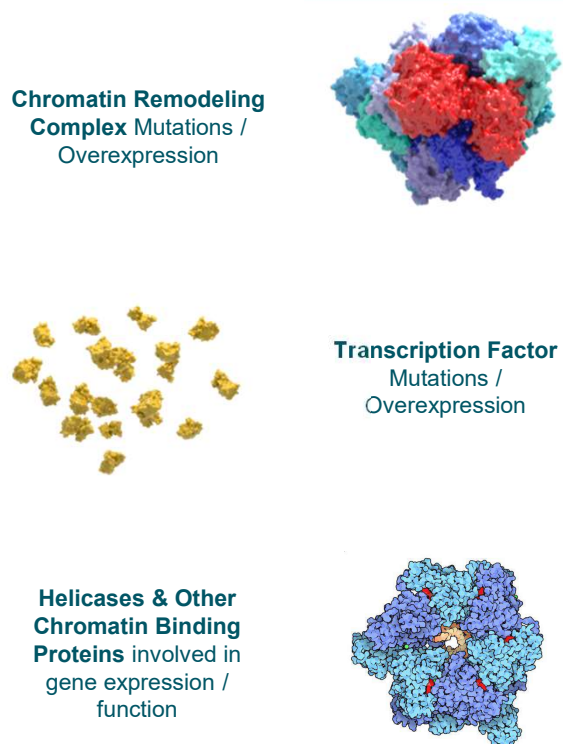 Chromatin Remodeling
Complex Mutations /
Overexpression
Transcription Factor
Mutations /
Overexpression
Helicases & Other
Chromatin Binding
Proteins involved in
gene expression /
function